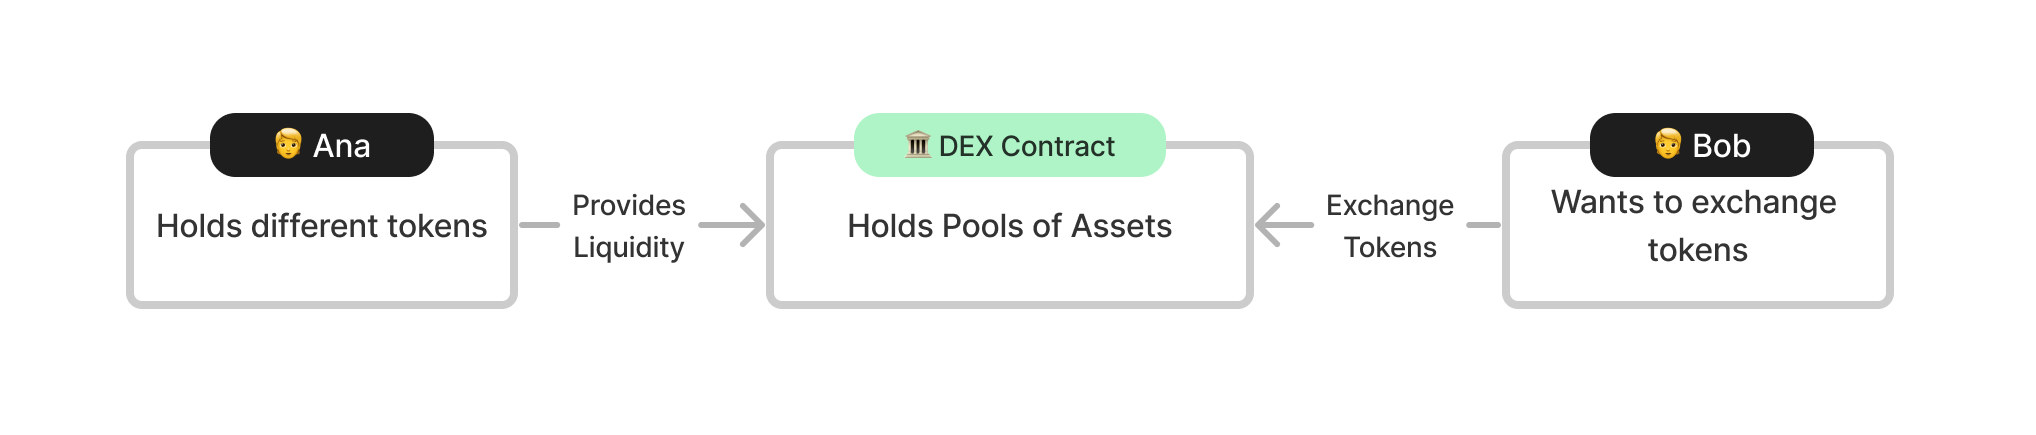 Ana
Holds different tokens
Provides
Liquidity
DEX Contract
Holds Pools of Assets
Exchange
Tokens
Bob
Wants to exchange
tokens